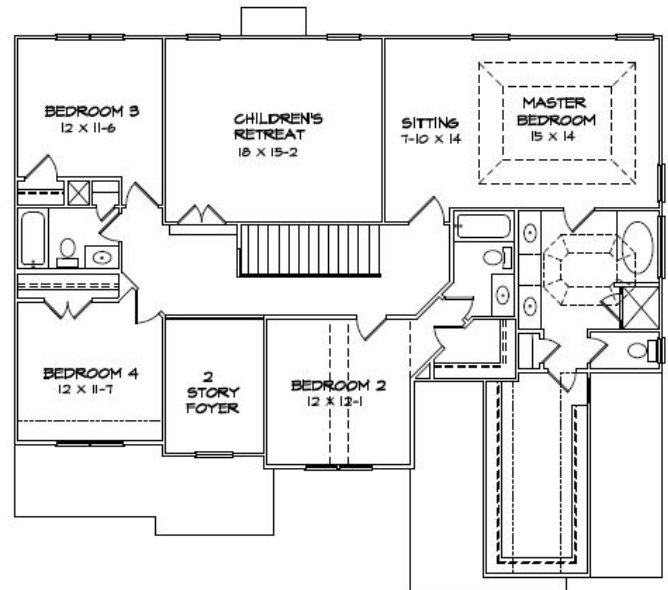 BEDROOM 3
12 X 11-6
CHILDREN'S
RETREAT
18 X 15-2
SITTING
7-10 X 14
MASTER
BEDROOM
15 X 14
BEDROOM 4
12 X 11-7
2
STORY
FOYER
BEDROOM 2
12 X 12-1